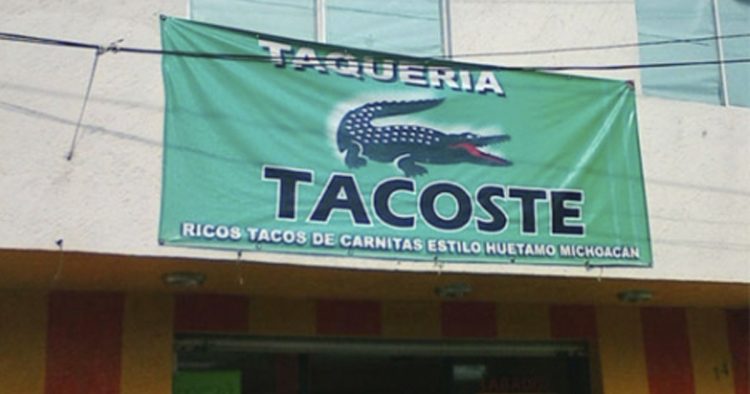 TAQUERIA
TACOSTE
RICOS TACOS DE CARNITAS ESTILO HUETAMO MICHOACAN